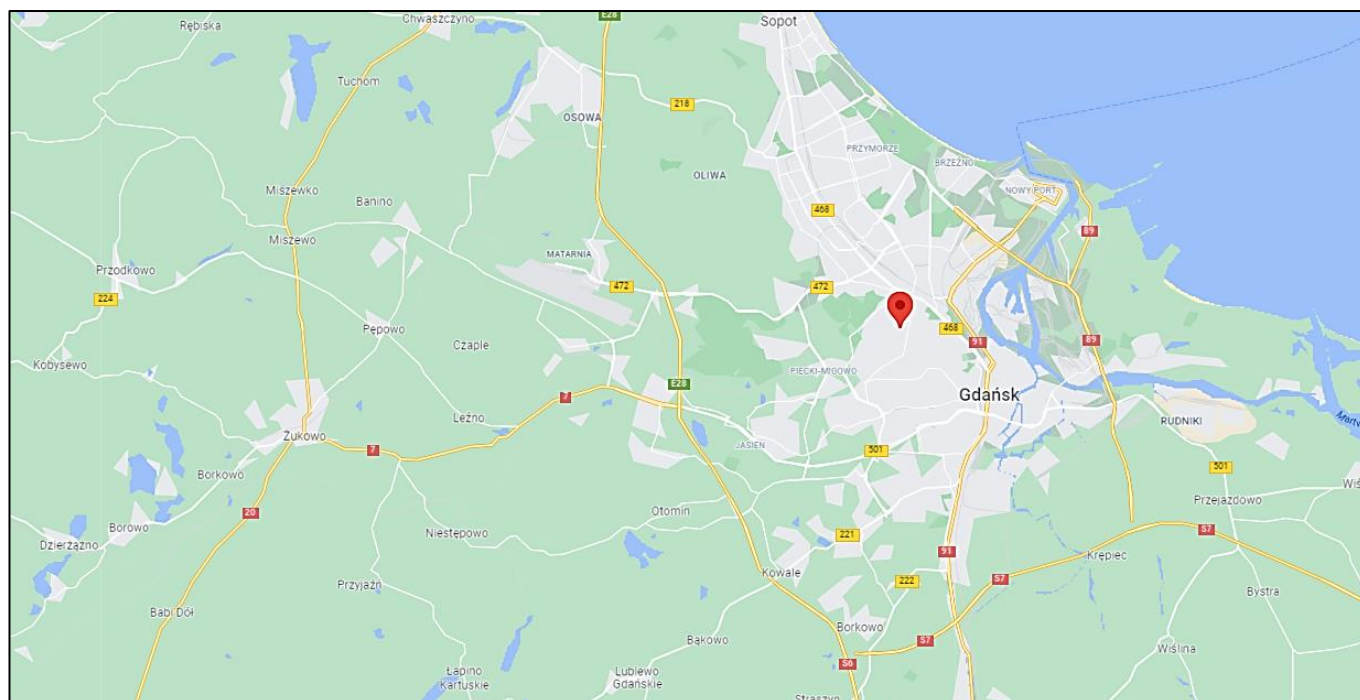 Chwaszczyno
E28
Sopot
Rębiska
Tuchom
218
OSOWA
PRZYMORZE
BRZEŹNO
OLIWA
NOWY PORT
Miszewko
Banino
468
89
Miszewo
MATARNIA
Przodkowo
472
472
224
Pępowo
468
Czaple
91
89
Kobysewo
PIECKI-MIGOWO
E28
Gdańsk
7
Leźno
RUDNIKI
Żukowo
JASIEŃ
7
501
501
Borkowo
Przejazdowo
20
Otomin
Borowo
Niestępowo
S7
221
Dzierżążno
91
Krępiec
Kowale
S7
Przyjaźń
222
Bystra
Babi Dół
Borkowo
Bąkowo
S7
Wiślina
S6
Łapino
Kartuskie
Lublewo
Gdańskie
Straszyn